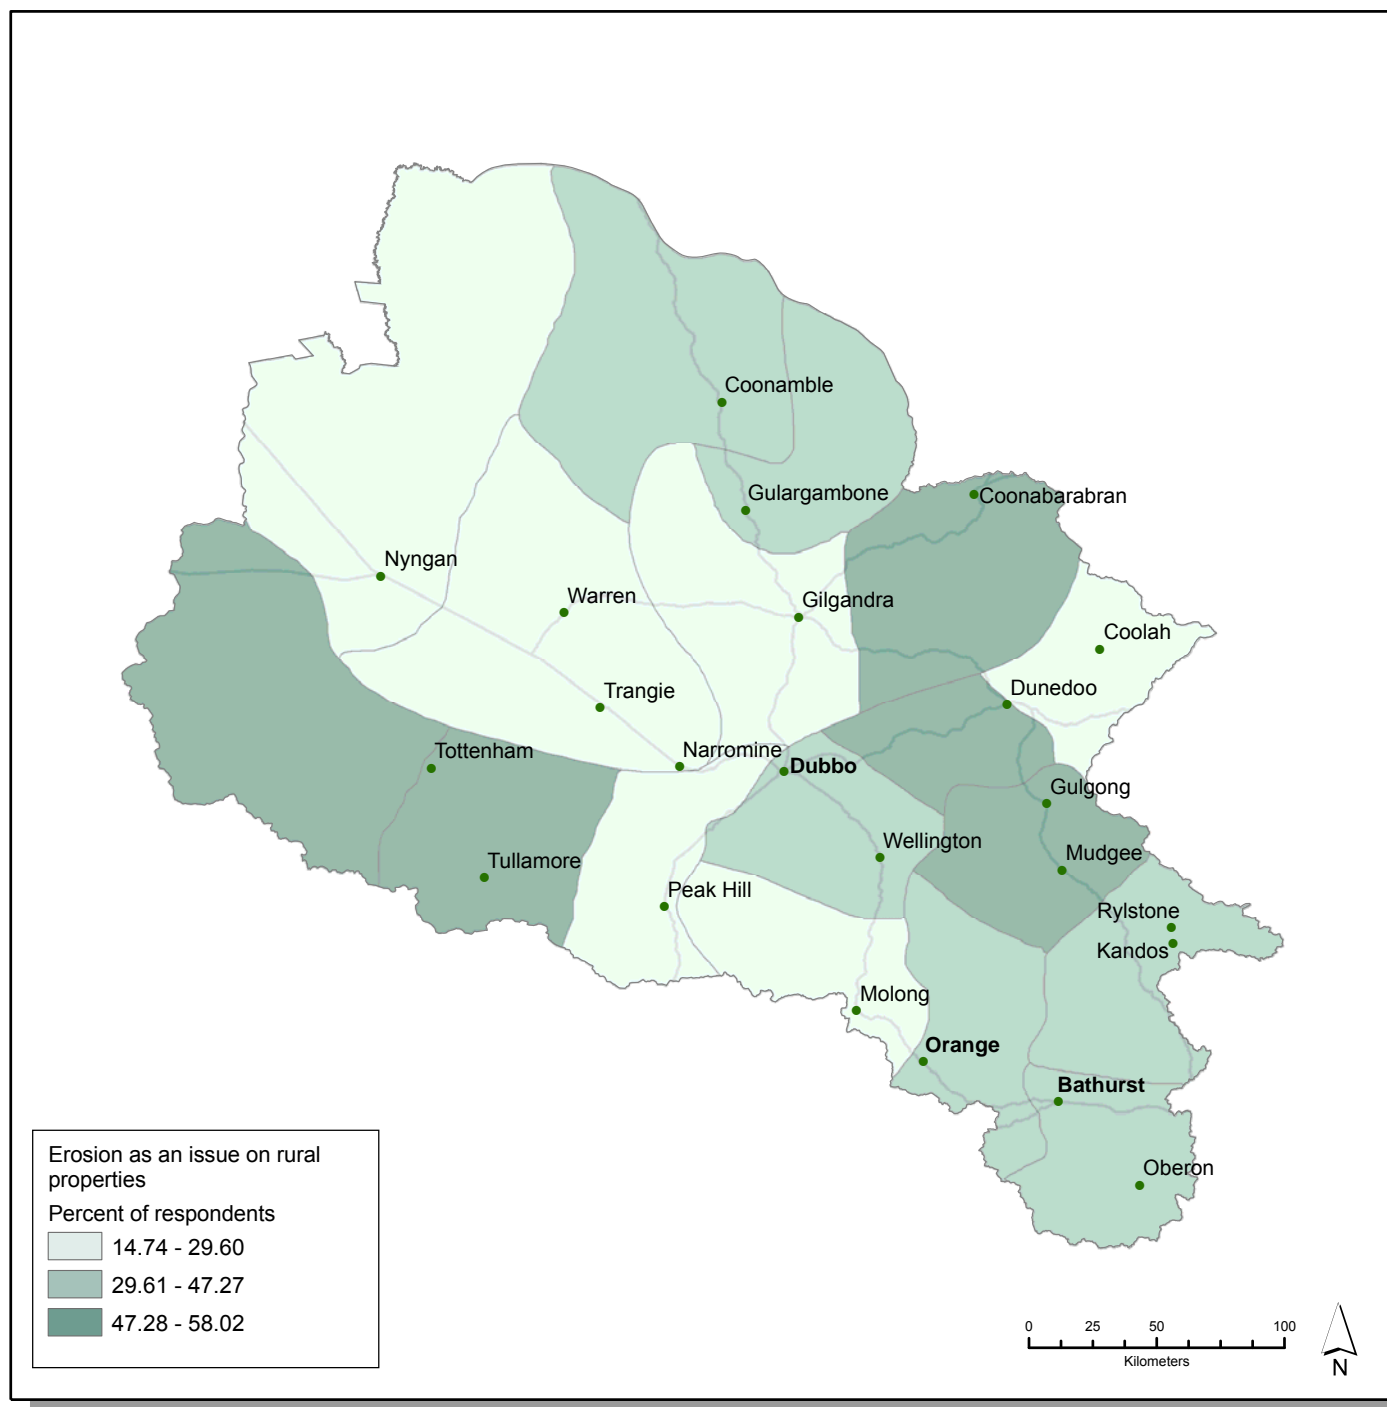 Coonamble
Gulargambone
Coonabarabran
Nyngan
Warren
Gilgandra
Coolah
Trangie
Dunedoo
Tottenham
Narromine
Dubbo
Gulgong
Wellington
Mudgee
Tullamore
Peak Hill
Rylstone
Kandos
Molong
Orange
Bathurst
Oberon
Erosion as an issue on rural
properties
Percent of respondents
14.74 - 29.60
29.61 - 47.27
47.28 - 58.02
0 25 50 100
Kilometers
N